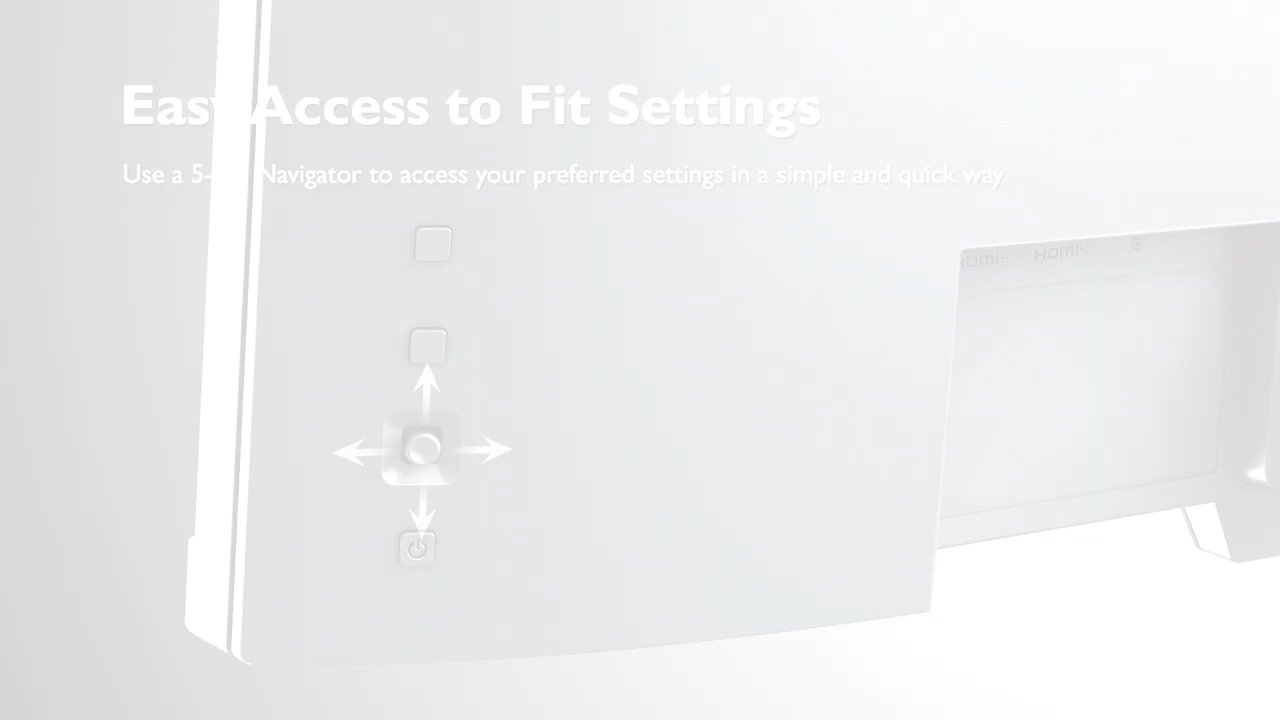 Easy Access to Fit Settings
Use a 5- Navigator to access your preferred settings in a simple and quick way
HDMI HDMI